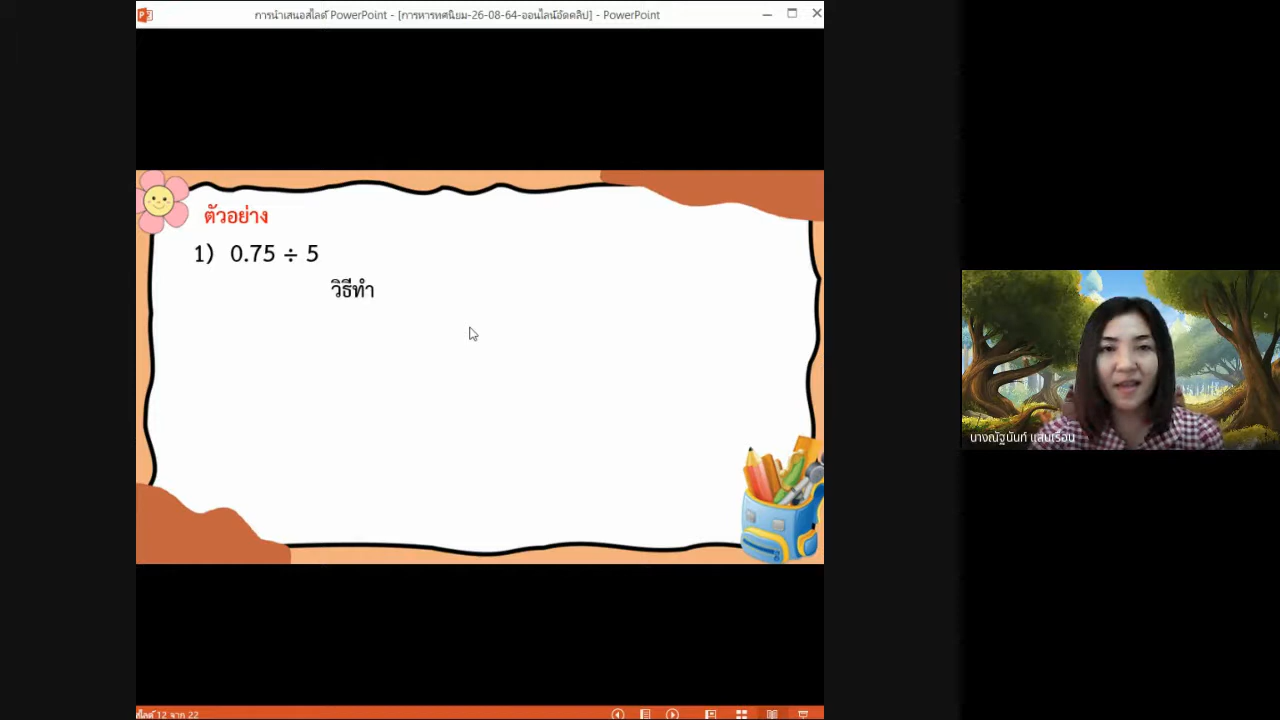 การนำเสนอสไลด์ PowerPoint - [การหารทศนิยม-26-08-64-ออนไลน์อัดคลิป] - PowerPoint
ตัวอย่าง
1) 0.75 ÷ 5
วิธีทำ
นางณัฐนันท์ แสนเรือน
สไลด์ 12 จาก 22